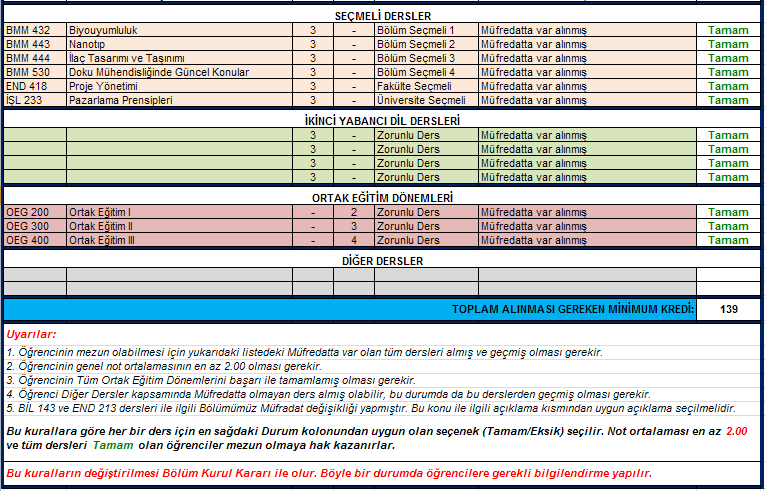 SEÇMELİ DERSLER
BMM 432 Biyouyumluluk 3 - Bölüm Seçmeli 1 Müfredatta var alınmış Tamam
BMM 443 Nanotıp 3 - Bölüm Seçmeli 2 Müfredatta var alınmış Tamam
BMM 444 İlaç Tasarımı ve Taşınımı 3 - Bölüm Seçmeli 3 Müfredatta var alınmış Tamam
BMM 530 Doku Mühendisliğinde Güncel Konular 3 - Bölüm Seçmeli 4 Müfredatta var alınmış Tamam
END 418 Proje Yönetimi 3 - Fakülte Seçmeli Müfredatta var alınmış Tamam
İŞL 233 Pazarlama Prensipleri 3 - Üniversite Seçmeli Müfredatta var alınmış Tamam
İKİNCİ YABANCI DİL DERSLERİ
3 - Zorunlu Ders Müfredatta var alınmış Tamam
3 - Zorunlu Ders Müfredatta var alınmış Tamam
3 - Zorunlu Ders Müfredatta var alınmış Tamam
3 - Zorunlu Ders Müfredatta var alınmış Tamam
ORTAK EĞİTİM DÖNEMLERİ
OEG 200 Ortak Eğitim I - 2 Zorunlu Ders Müfredatta var alınmış Tamam
OEG 300 Ortak Eğitim II - 3 Zorunlu Ders Müfredatta var alınmış Tamam
OEG 400 Ortak Eğitim III - 4 Zorunlu Ders Müfredatta var alınmış Tamam
DİĞER DERSLER
TOPLAM ALINMASI GEREKEN MİNİMUM KREDİ: 139
Uyarılar:
1. Öğrencinin mezun olabilmesi için yukarıdaki listedeki Müfredatta var olan tüm dersleri almış ve geçmiş olması gerekir.
2. Öğrencinin genel not ortalamasının en az 2.00 olması gerekir.
3. Öğrencinin Tüm Ortak Eğitim Dönemlerini başarı ile tamamlamış olması gerekir.
4. Öğrenci Diğer Dersler kapsamında Müfredatta olmayan ders almış olabilir, bu durumda da bu derslerden geçmiş olması gerekir.
5. BİL 143 ve END 213 dersleri ile ilgili Bölümümüz Müfradat değişikliği yapmıştır. Bu konu ile ilgili açıklama kısmından uygun açıklama seçilmelidir.
Bu kurallara göre her bir ders için en sağdaki Durum kolonundan uygun olan seçenek (Tamam/Eksik) seçilir. Not ortalaması en az 2.00
ve tüm dersleri Tamam olan öğrenciler mezun olmaya hak kazanırlar.
Bu kuralların değiştirilmesi Bölüm Kurul Kararı ile olur. Böyle bir durumda öğrencilere gerekli bilgilendirme yapılır.